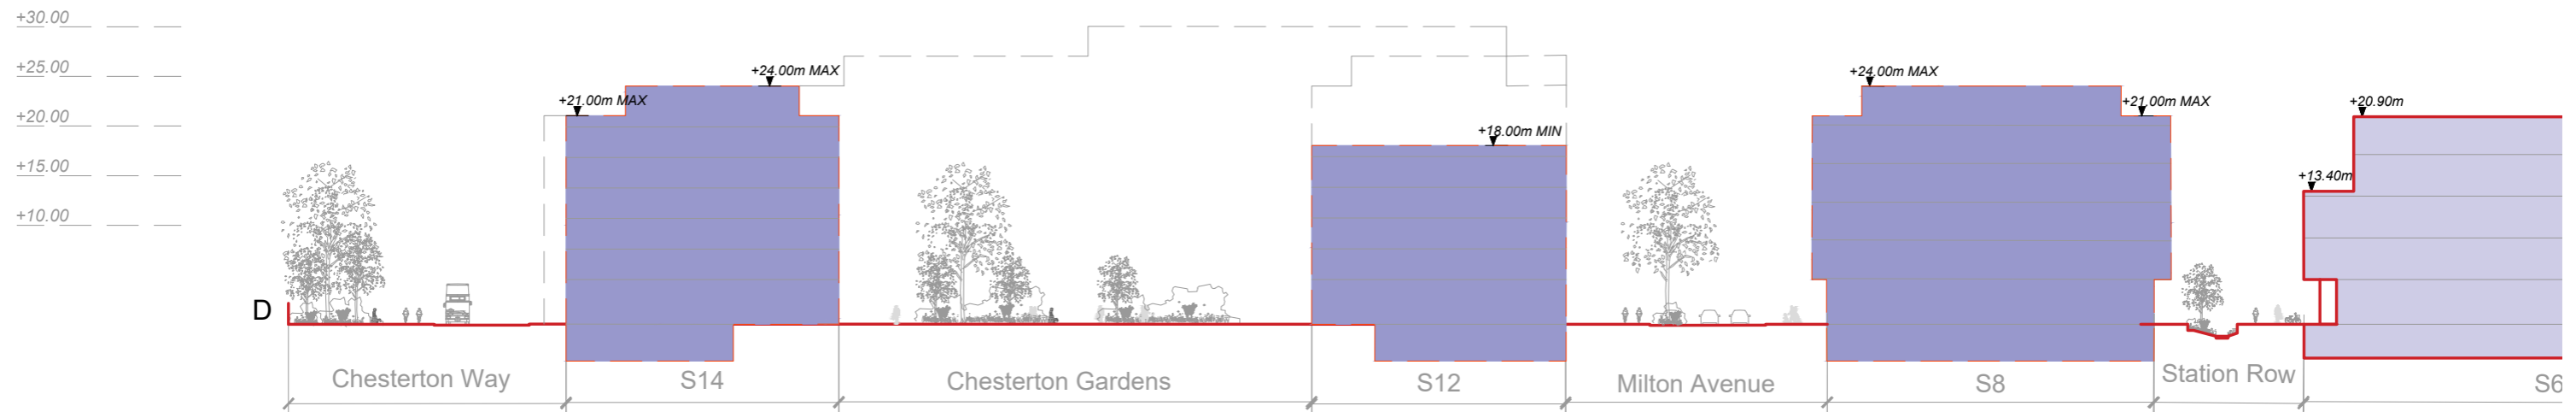 +30.00
+25.00
+20.00
+15.00
+10.00
+21.00m MAX
+24.00m MAX
+18.00m MIN
+24.00m MAX
+21.00m MAX
+20.90m
+13.40m
D
Chesterton Way
S14
Chesterton Gardens
S12
Milton Avenue
S8
Station Row
S6